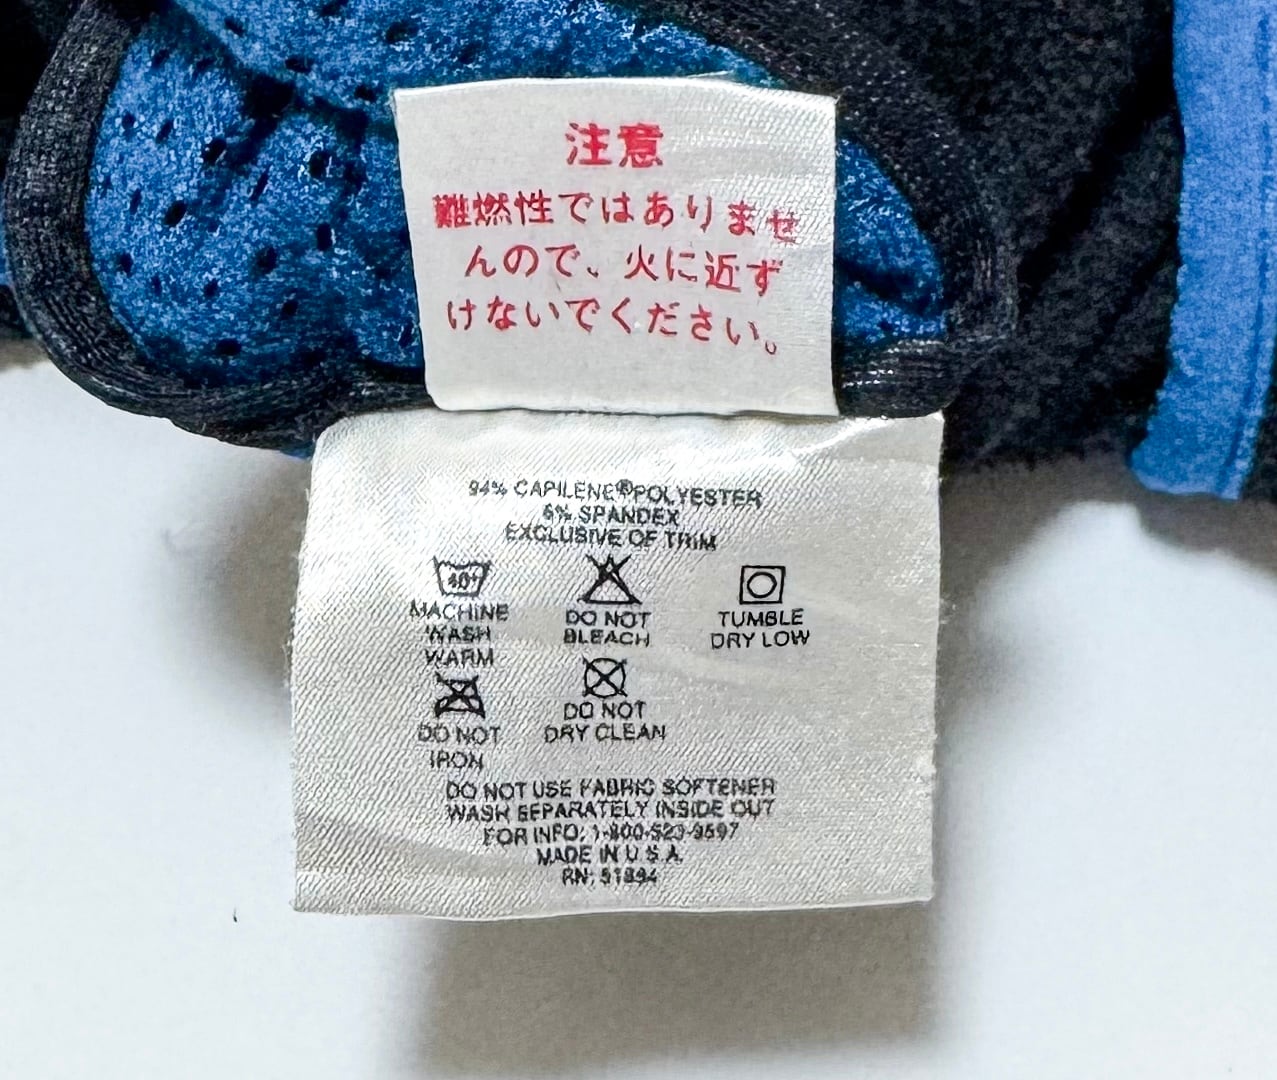 注意
難燃性ではありませ
んので、火に近ず
けないでください。
94% CAPILENE® POLYESTER
6% SPANDEX
EXCLUSIVE OF TRIM
40°
MACHINE
WASH
WARM
DO NOT
BLEACH
TUMBLE
DRY LOW
DO NOT
IRON
DO NOT
DRY CLEAN
DO NOT USE FABRIC SOFTENER
WASH SEPARATELY INSIDE OUT
FOR INFO: 1-800-523-9597
MADE IN U.S.A.
RN: 51884